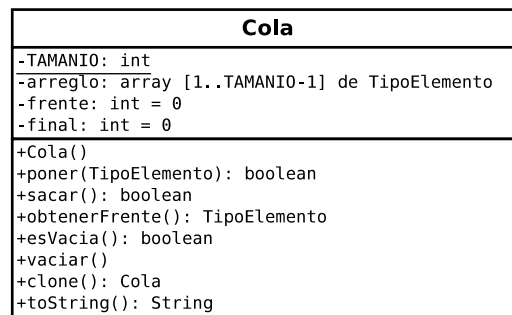 Cola
-TAMANIO: int
-arreglo: array [1..TAMANIO-1] de TipoElemento
-frente: int = 0
-final: int = 0
+Cola()
+poner(TipoElemento): boolean
+sacar(): boolean
+obtenerFrente(): TipoElemento
+esVacia(): boolean
+vaciar()
+clone(): Cola
+toString(): String